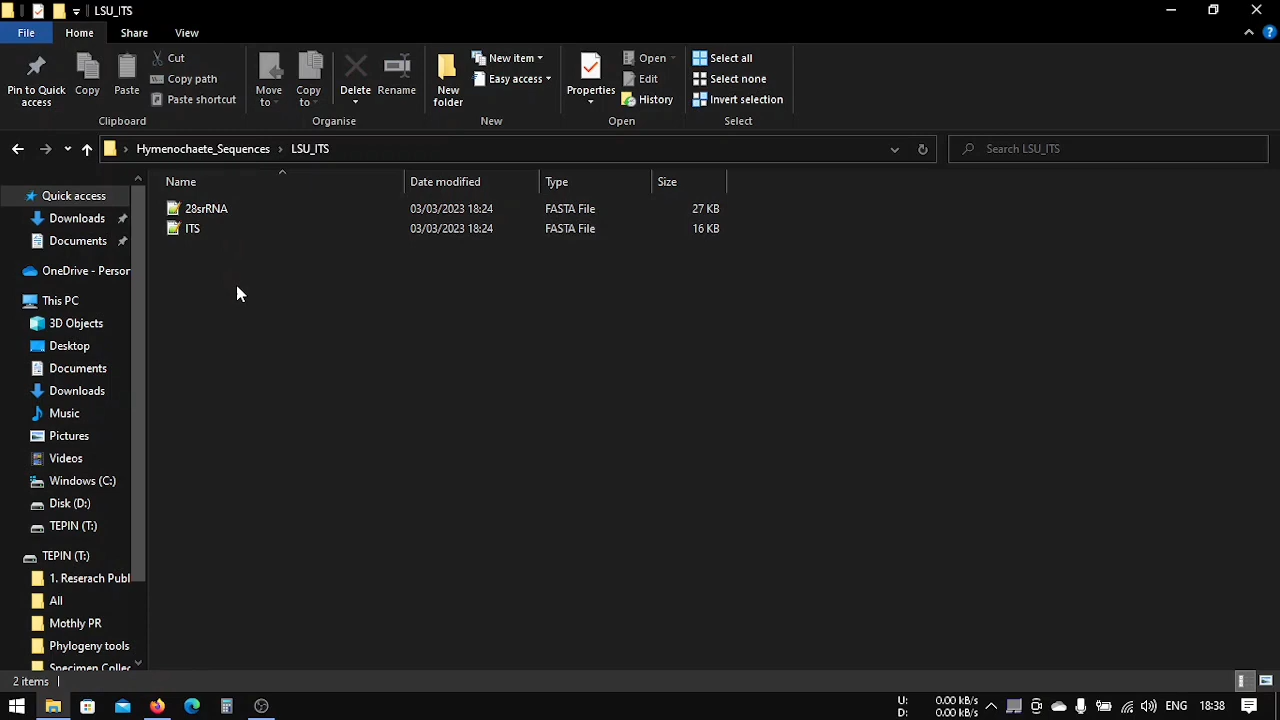 LSU_ITS
File Home Share View
Pin to Quick access
Copy
Paste
Cut
Copy path
Paste shortcut
Clipboard
Move to
Copy to
Delete
Rename
Organise
New folder
New item
Easy access
New
Properties
Open
Edit
History
Open
Select all
Select none
Invert selection
Select
Hymenochaete_Sequences > LSU_ITS
Search LSU_ITS
Name Date modified Type Size
28srRNA 03/03/2023 18:24 FASTA File 27 KB
ITS 03/03/2023 18:24 FASTA File 16 KB
Quick access
Downloads
Documents
OneDrive - Person
This PC
3D Objects
Desktop
Documents
Downloads
Music
Pictures
Videos
Windows (C:)
Disk (D:)
TEPIN (T:)
TEPIN (T:)
1. Reserach Publ
All
Mothly PR
Phylogeny tools
Specimen Collec
2 items
U: 0.00 kB/s
D: 0.00 kB/s
ENG
18:38